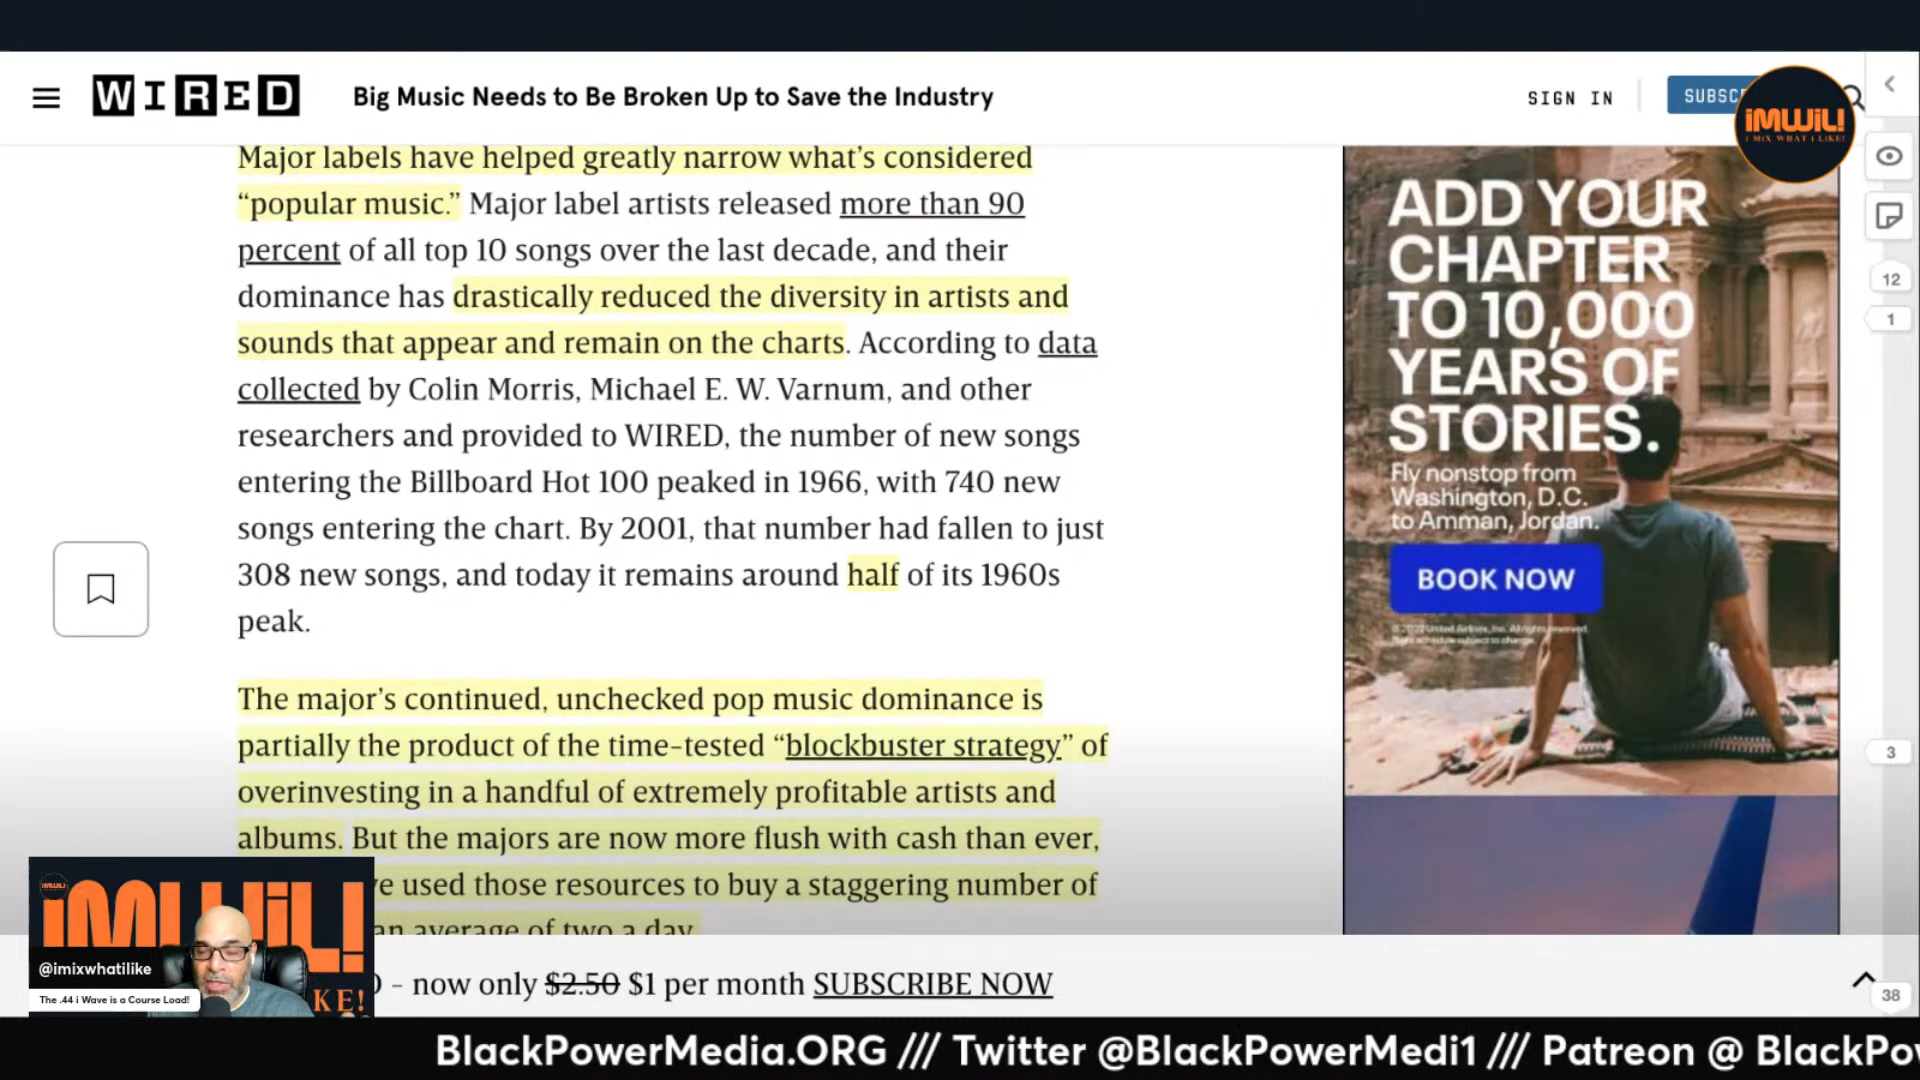 WIRED
Big Music Needs to Be Broken Up to Save the Industry
SIGN IN
SUBSC
iMWiL!
I MiX WHAT I LiKE!
Major labels have helped greatly narrow what's considered
“popular music.” Major label artists released more than 90
percent of all top 10 songs over the last decade, and their
dominance has drastically reduced the diversity in artists and
sounds that appear and remain on the charts. According to data
collected by Colin Morris, Michael E. W. Varnum, and other
researchers and provided to WIRED, the number of new songs
entering the Billboard Hot 100 peaked in 1966, with 740 new
songs entering the chart. By 2001, that number had fallen to just
308 new songs, and today it remains around half of its 1960s
peak.
The major's continued, unchecked pop music dominance is
partially the product of the time-tested “blockbuster strategy” of
overinvesting in a handful of extremely profitable artists and
albums. But the majors are now more flush with cash than ever,
ve used those resources to buy a staggering number of
an average of two a day.
ADD YOUR
CHAPTER
TO 10,000
YEARS OF
STORIES.
Fly nonstop from
Washington, D.C.
to Amman, Jordan.
BOOK NOW
12
1
3
38
iMWiL!
@imixwhatilike
The .44 i Wave is a Course Load!
KE!
- now only $2.50 $1 per month SUBSCRIBE NOW
BlackPowerMedia.ORG /// Twitter @BlackPowerMedi1 /// Patreon @ BlackPow